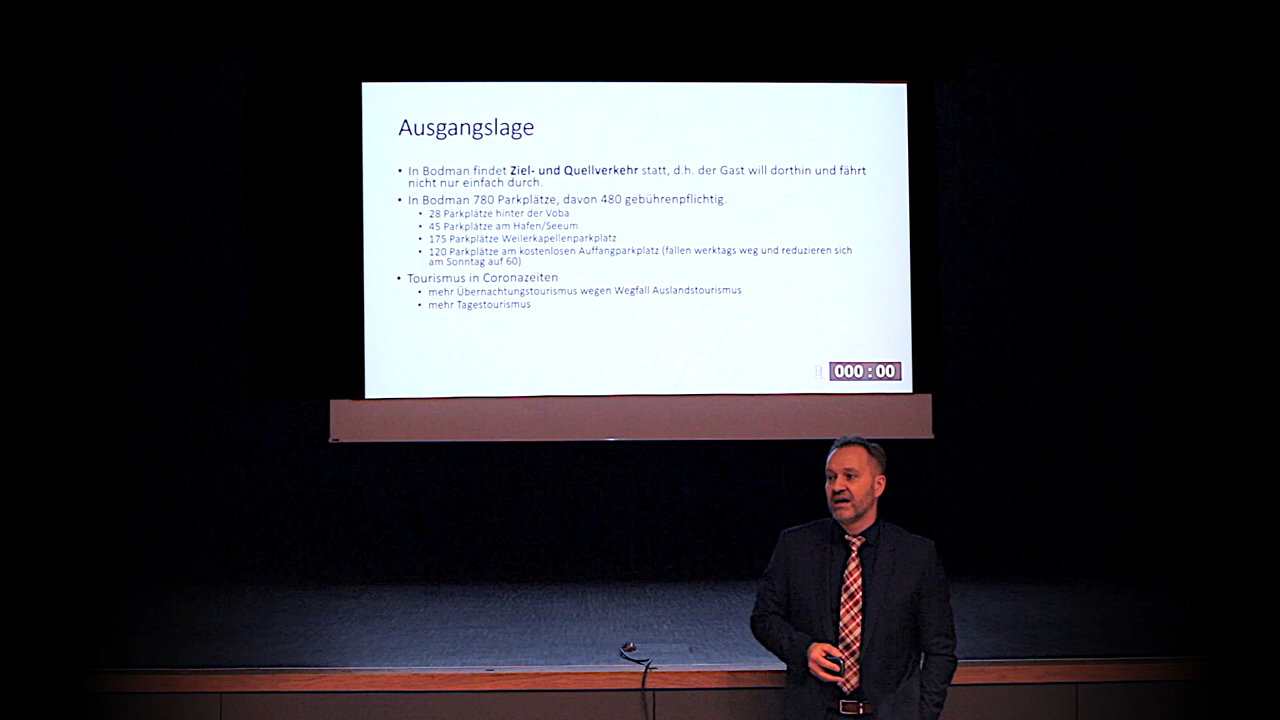 Ausgangslage
• In Bodman findet Ziel- und Quellverkehr statt, d.h. der Gast will dorthin und fährt
nicht nur einfach durch.
• In Bodman 780 Parkplätze, davon 480 gebührenpflichtig.
• 28 Parkplätze hinter der Voba
• 45 Parkplätze am Hafen/Seeum
• 175 Parkplätze Weilerkapellenparkplatz
• 120 Parkplätze am kostenlosen Auffangparkplatz (fallen werktags weg und reduzieren sich
am Sonntag auf 60)
• Tourismus in Coronazeiten
• mehr Übernachtungstourismus wegen Wegfall Auslandstourismus
• mehr Tagestourismus
000 : 00